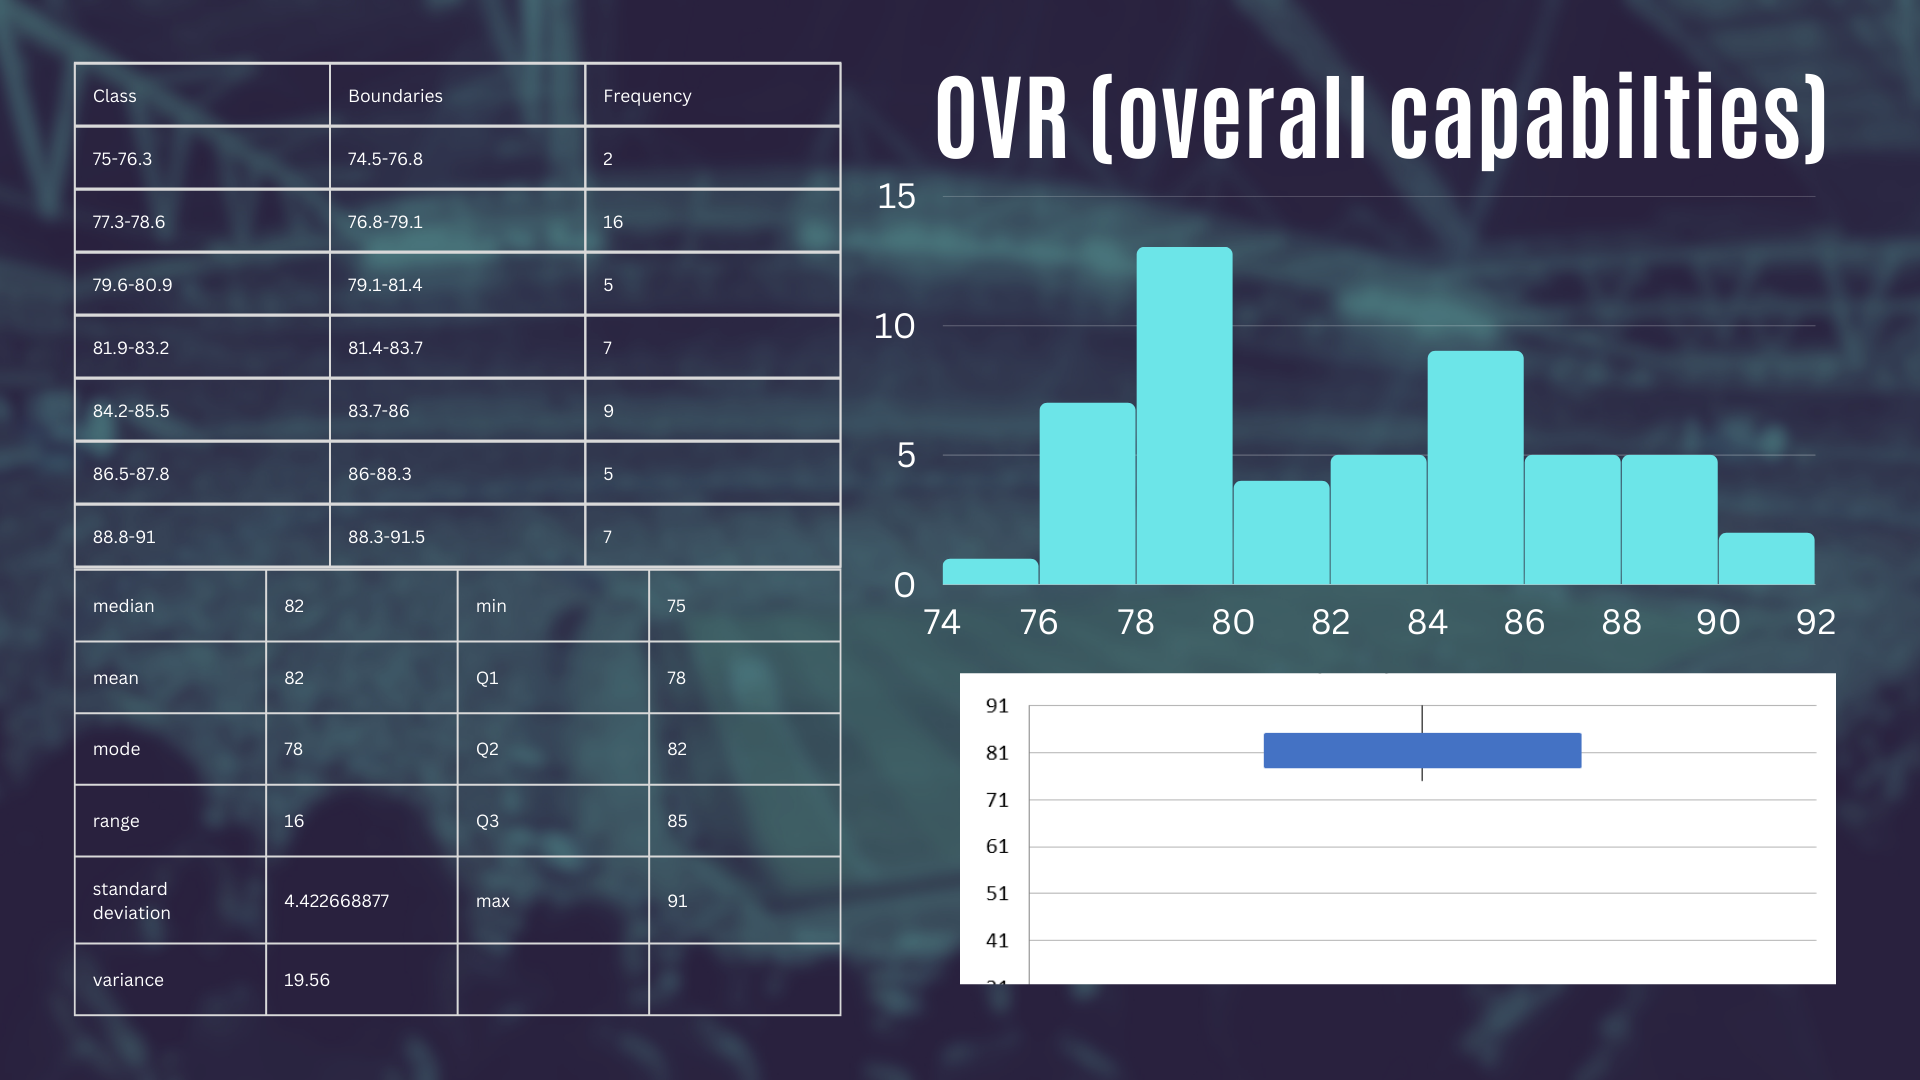 OVR (overall capabilties)
Class Boundaries Frequency
75-76.3 74.5-76.8 2
77.3-78.6 76.8-79.1 16
79.6-80.9 79.1-81.4 5
81.9-83.2 81.4-83.7 7
84.2-85.5 83.7-86 9
86.5-87.8 86-88.3 5
88.8-91 88.3-91.5 7
median 82 min 75
mean 82 Q1 78
mode 78 Q2 82
range 16 Q3 85
standard
deviation 4.422668877 max 91
variance 19.56
15
10
5
0
74 76 78 80 82 84 86 88 90 92
91
81
71
61
51
41